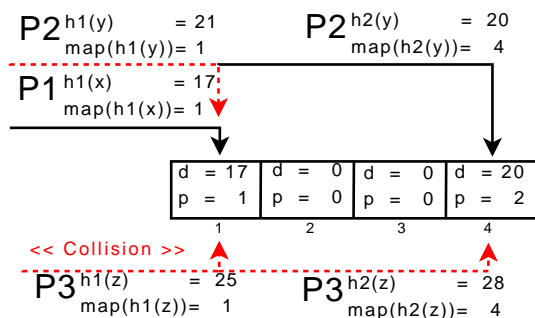 P2 h1(y) = 21
map(h1(y))= 1
P2 h2(y) = 20
map(h2(y))= 4
P1 h1(x) = 17
map(h1(x))= 1
d = 17 d = 0 d = 0 d = 20
p = 1 p = 0 p = 0 p = 2
1 2 3 4
<< Collision >>
P3 h1(z) = 25
map(h1(z))= 1
P3 h2(z) = 28
map(h2(z))= 4